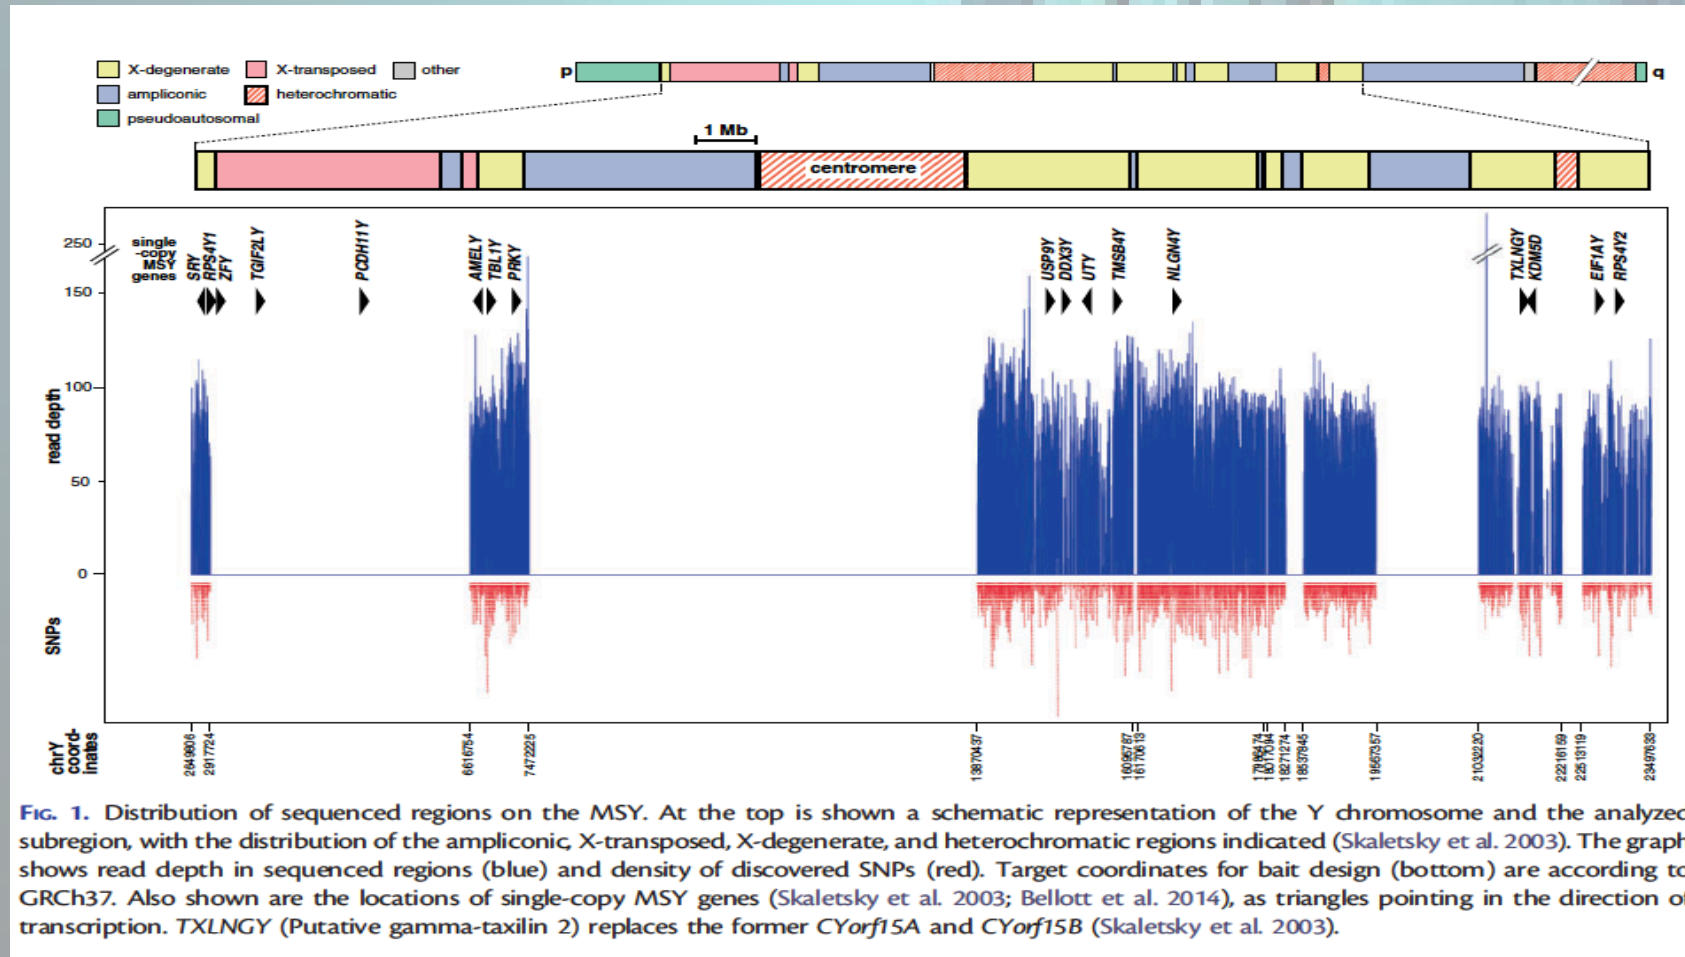 X-degenerate X-transposed other
ampliconic heterochromatic
pseudoautosomal
p q
1 Mb
centromere
single
-copy
MSY
genes
SRY RPS4Y1 ZFY TGIF2LY PCDH11Y AMELY TBL1Y PRKY USP9Y DDX3Y UTY TMSB4Y NLGN4Y TXLNGY KDM5D EIF1AY RPS4Y2
250
150
100
50
0
read depth
SNPs
chrY
coord-
inates
2649806 2917724 6616754 7472225 13870437 16095787 16170613 18017094 18271274 18537845 19567357 21032220 22216159 22513119 23497633
FIG. 1. Distribution of sequenced regions on the MSY. At the top is shown a schematic representation of the Y chromosome and the analyzed
subregion, with the distribution of the ampliconic, X-transposed, X-degenerate, and heterochromatic regions indicated (Skaletsky et al. 2003). The graph
shows read depth in sequenced regions (blue) and density of discovered SNPs (red). Target coordinates for bait design (bottom) are according to
GRCh37. Also shown are the locations of single-copy MSY genes (Skaletsky et al. 2003; Bellott et al. 2014), as triangles pointing in the direction of
transcription. TXLNGY (Putative gamma-taxilin 2) replaces the former CYorf15A and CYorf15B (Skaletsky et al. 2003).